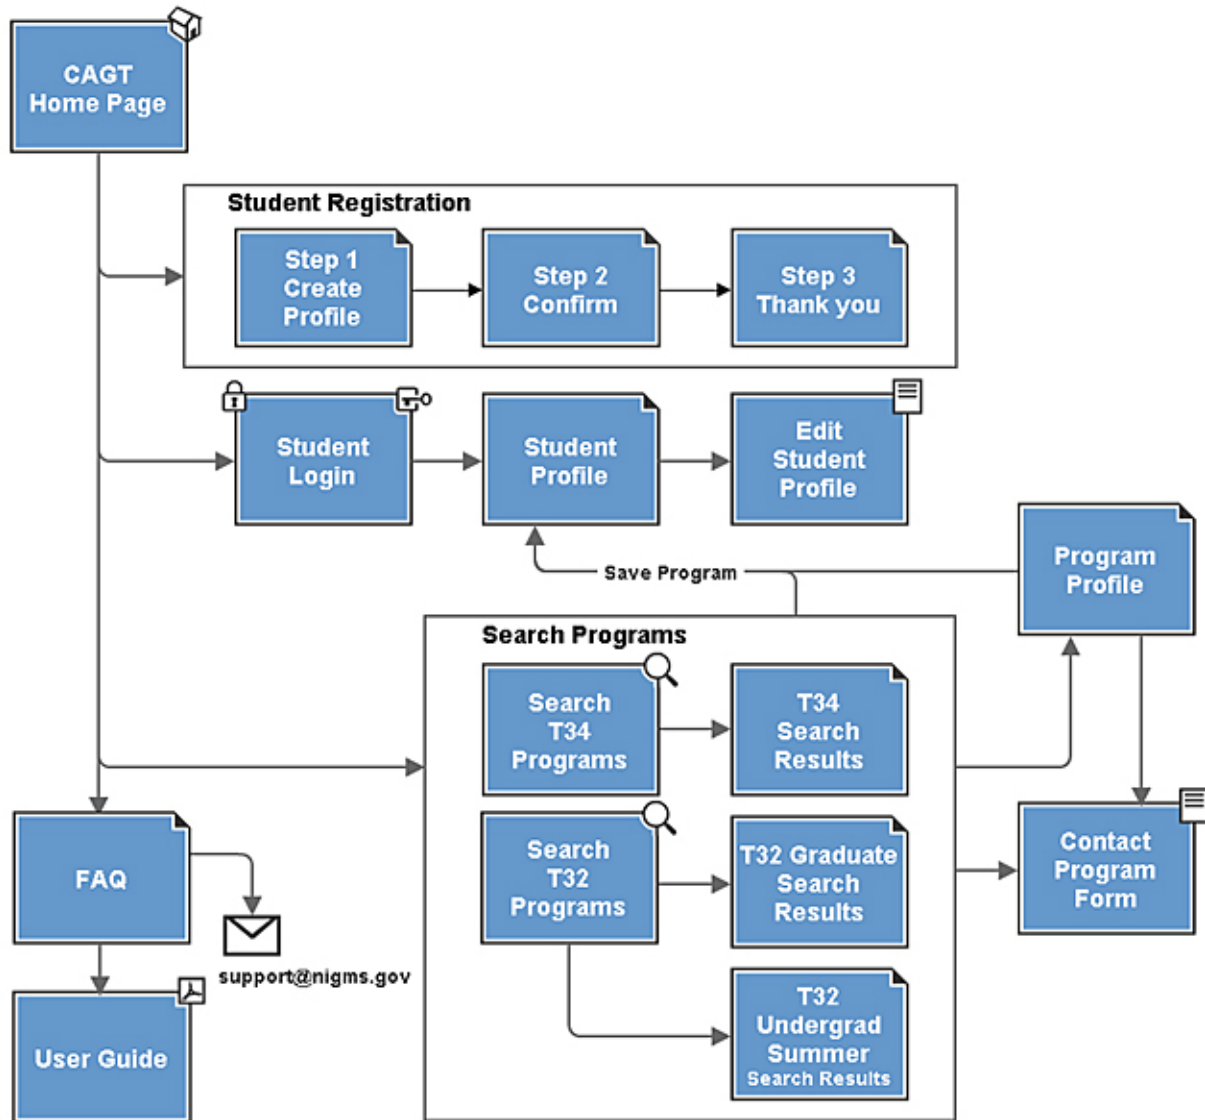 CAGT
Home Page
Student Registration
Step 1
Create
Profile
Step 2
Confirm
Step 3
Thank you
Student
Login
Student
Profile
Edit
Student
Profile
Save Program
Program
Profile
Search Programs
Search
T34
Programs
T34
Search
Results
Search
T32
Programs
T32 Graduate
Search
Results
T32
Undergrad
Summer
Search Results
Contact
Program
Form
FAQ
support@nigms.gov
User Guide